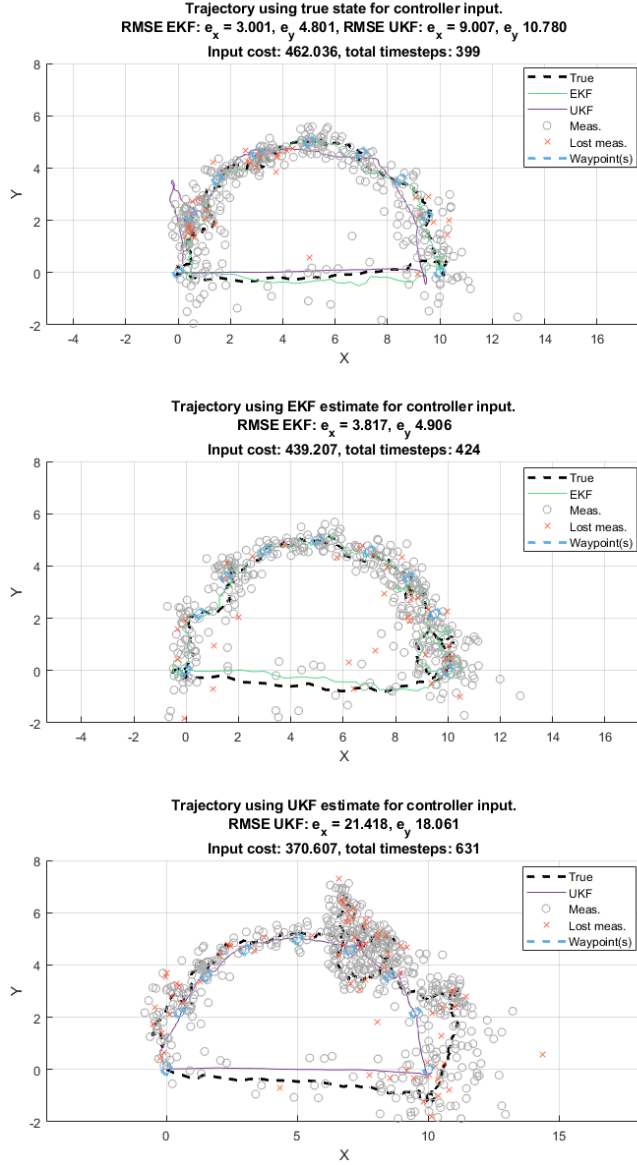 Trajectory using true state for controller input.
RMSE EKF: e_x = 3.001, e_y 4.801, RMSE UKF: e_x = 9.007, e_y 10.780
Input cost: 462.036, total timesteps: 399
8
6
4
2
0
-2
Y
-4
-2
0
2
4
6
8
10
12
14
16
X
True
EKF
UKF
Meas.
Lost meas.
Waypoint(s)
Trajectory using EKF estimate for controller input.
RMSE EKF: e_x = 3.817, e_y 4.906
Input cost: 439.207, total timesteps: 424
8
6
4
2
0
-2
Y
-4
-2
0
2
4
6
8
10
12
14
16
X
True
EKF
Meas.
Lost meas.
Waypoint(s)
Trajectory using UKF estimate for controller input.
RMSE UKF: e_x = 21.418, e_y 18.061
Input cost: 370.607, total timesteps: 631
8
6
4
2
0
-2
Y
0
5
10
15
X
True
UKF
Meas.
Lost meas.
Waypoint(s)